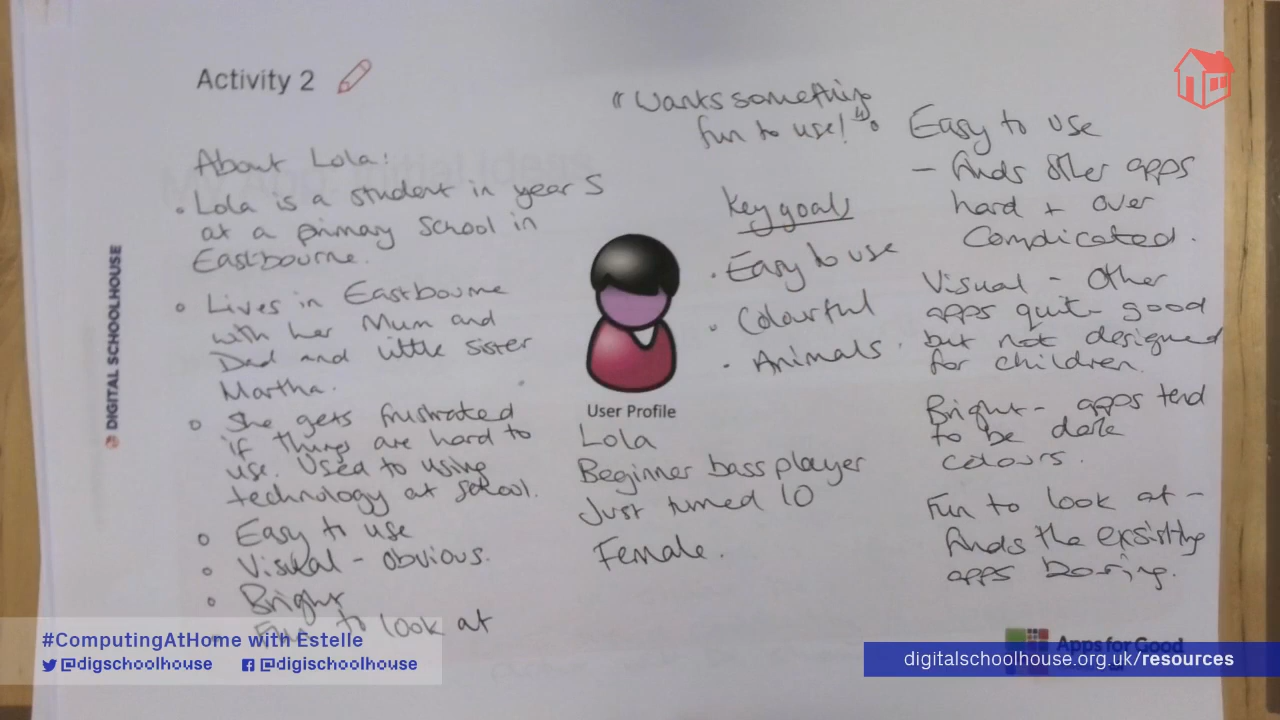 Activity 2
DIGITAL SCHOOLHOUSE
About Lola:
• Lola is a student in year 5
at a primary School in
Eastbourne.
• Lives in Eastbourne
with her Mum and
Dad and little sister
Martha.
• She gets frustrated
if things are hard to
use. Used to using
technology at school.
• Easy to use
• Visual - obvious.
• Bright
• Fun to look at
"Wants something
fun to use!".
Key goals
• Easy to use
• Colourful
• Animals.
User Profile
Lola
Beginner bass player
Just turned 10
Female.
Easy to use
- finds other apps
hard + over
Complicated.
Visual - Other
apps quit good
but not designed
for children.
Bright - apps tend
to be dark
colours.
Fun to look at -
finds the exsisting
apps boring.
#ComputingAtHome with Estelle
@digschoolhouse @digischoolhouse
Apps for Good
digitalschoolhouse.org.uk/resources